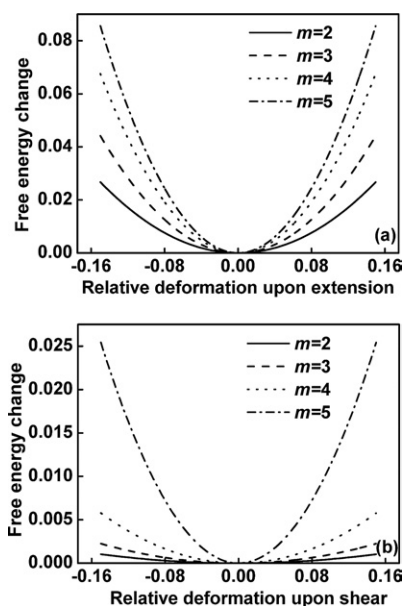 0.08
0.06
0.04
0.02
0.00
Free energy change
m=2
m=3
m=4
m=5
(a)
-0.16 -0.08 0.00 0.08 0.16
Relative deformation upon extension
0.025
0.020
0.015
0.010
0.005
0.000
Free energy change
m=2
m=3
m=4
m=5
(b)
-0.16 -0.08 0.00 0.08 0.16
Relative deformation upon shear